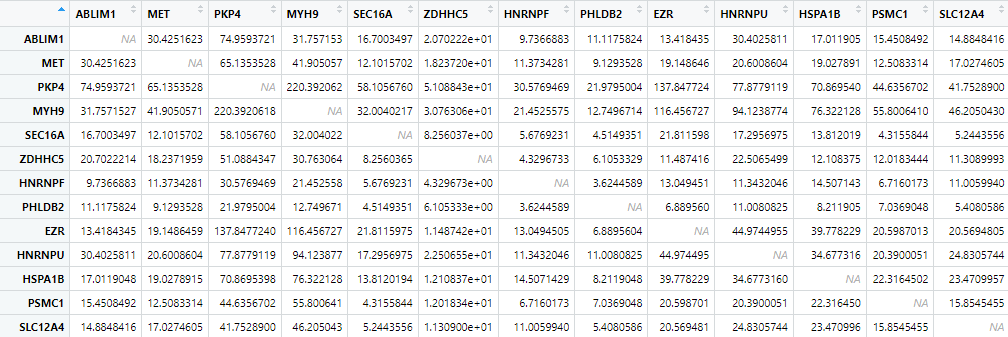 ABLIM1 MET PKP4 MYH9 SEC16A ZDHHC5 HNRNPF PHLDB2 EZR HNRNPU HSPA1B PSMC1 SLC12A4
ABLIM1 NA 30.4251623 74.9593721 31.757153 16.7003497 2.070222e+01 9.7366883 11.1175824 13.418435 30.4025811 17.011905 15.4508492 14.8848416
MET 30.4251623 NA 65.1353528 41.905057 12.1015702 1.823720e+01 11.3734281 9.1293528 19.148646 20.6008604 19.027891 12.5083314 17.0274605
PKP4 74.9593721 65.1353528 NA 220.392062 58.1056760 5.108843e+01 30.5769469 21.9795004 137.847724 77.8779119 70.869540 44.6356702 41.7528900
MYH9 31.7571527 41.9050571 220.3920618 NA 32.0040217 3.076306e+01 21.4525575 12.7496714 116.456727 94.1238774 76.322128 55.8006410 46.2050430
SEC16A 16.7003497 12.1015702 58.1056760 32.004022 NA 8.256037e+00 5.6769231 4.5149351 21.811598 17.2956975 13.812019 4.3155844 5.2443556
ZDHHC5 20.7022214 18.2371959 51.0884347 30.763064 8.2560365 NA 4.3296733 6.1053329 11.487416 22.5065499 12.108375 12.0183444 11.3089993
HNRNPF 9.7366883 11.3734281 30.5769469 21.452558 5.6769231 4.329673e+00 NA 3.6244589 13.049451 11.3432046 14.507143 6.7160173 11.0059940
PHLDB2 11.1175824 9.1293528 21.9795004 12.749671 4.5149351 6.105333e+00 3.6244589 NA 6.889560 11.0080825 8.211905 7.0369048 5.4080586
EZR 13.4184345 19.1486459 137.8477240 116.456727 21.8115975 1.148742e+01 13.0494505 6.8895604 NA 44.9744955 39.778229 20.5987013 20.5694805
HNRNPU 30.4025811 20.6008604 77.8779119 94.123877 17.2956975 2.250655e+01 11.3432046 11.0080825 44.974495 NA 34.677316 20.3900051 24.8305744
HSPA1B 17.0119048 19.0278915 70.8695398 76.322128 13.8120194 1.210837e+01 14.5071429 8.2119048 39.778229 34.6773160 NA 22.3164502 23.4709957
PSMC1 15.4508492 12.5083314 44.6356702 55.800641 4.3155844 1.201834e+01 6.7160173 7.0369048 20.598701 20.3900051 22.316450 NA 15.8545455
SLC12A4 14.8848416 17.0274605 41.7528900 46.205043 5.2443556 1.130900e+01 11.0059940 5.4080586 20.569481 24.8305744 23.470996 15.8545455 NA